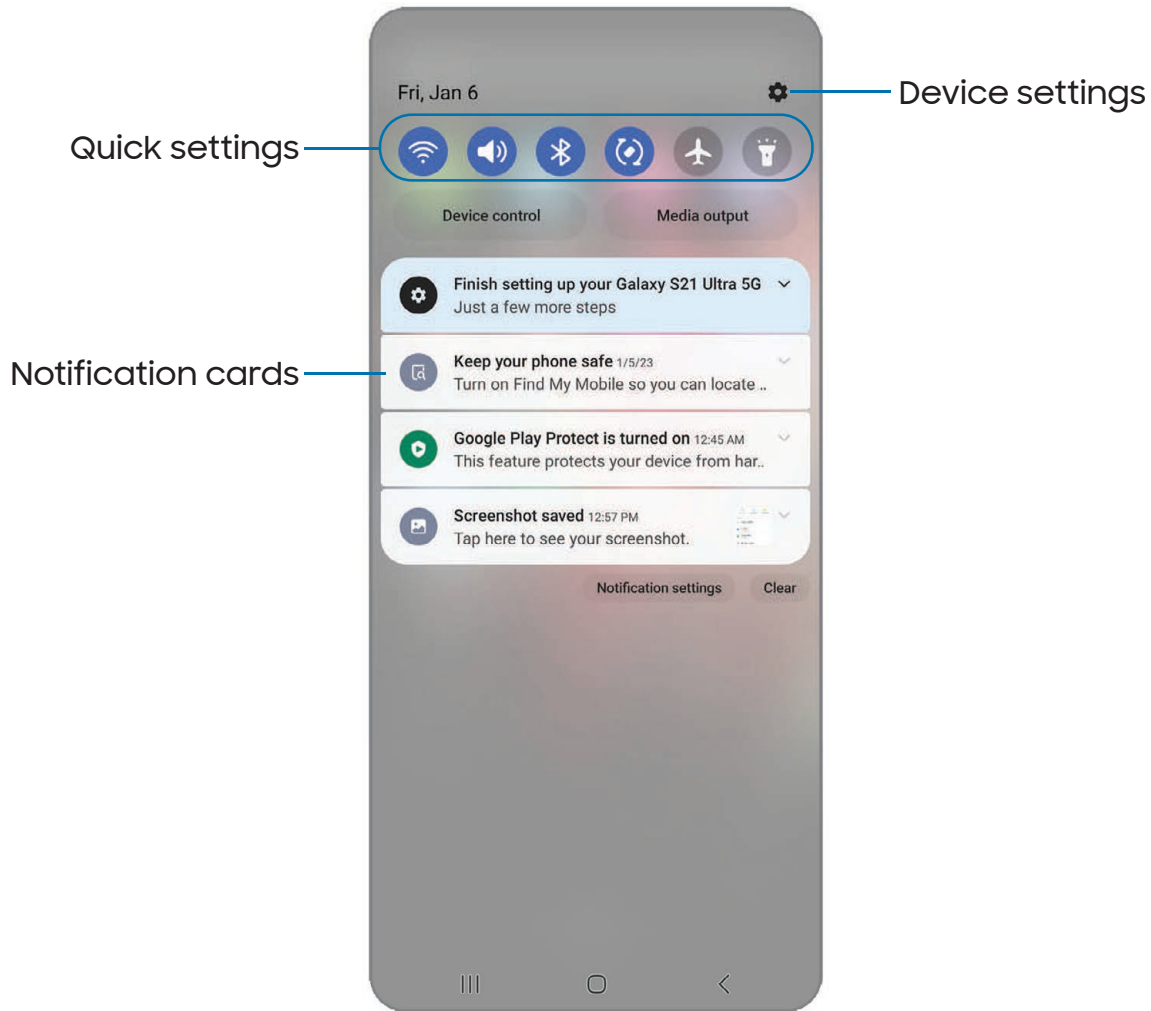 Fri, Jan 6
Device settings
Quick settings
Device control
Media output
Finish setting up your Galaxy S21 Ultra 5G
Just a few more steps
Notification cards
Keep your phone safe 1/5/23
Turn on Find My Mobile so you can locate ..
Google Play Protect is turned on 12:45 AM
This feature protects your device from har..
Screenshot saved 12:57 PM
Tap here to see your screenshot.
Notification settings
Clear